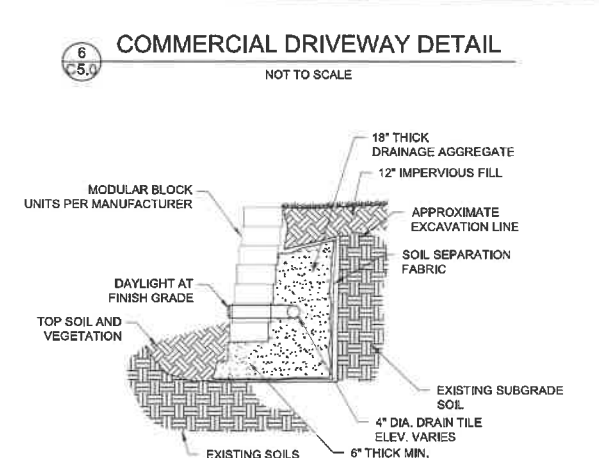 6
C5.0
COMMERCIAL DRIVEWAY DETAIL
NOT TO SCALE
18" THICK
DRAINAGE AGGREGATE
12" IMPERVIOUS FILL
MODULAR BLOCK
UNITS PER MANUFACTURER
APPROXIMATE
EXCAVATION LINE
SOIL SEPARATION
FABRIC
DAYLIGHT AT
FINISH GRADE
TOP SOIL AND
VEGETATION
EXISTING SUBGRADE
SOIL
4" DIA. DRAIN TILE
ELEV. VARIES
EXISTING SOILS
6" THICK MIN.